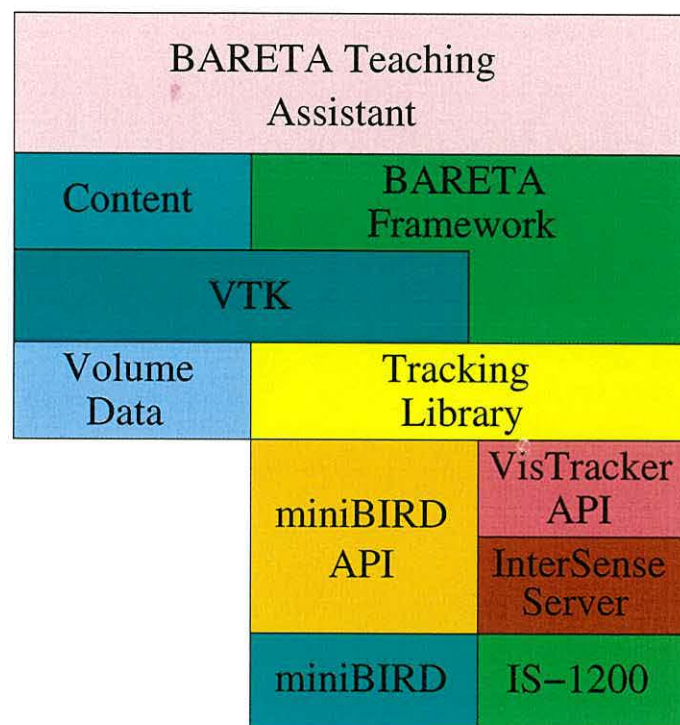 BARETA Teaching
Assistant
Content
BARETA
Framework
VTK
Volume
Data
Tracking
Library
miniBIRD
API
VisTracker
API
InterSense
Server
miniBIRD
IS−1200